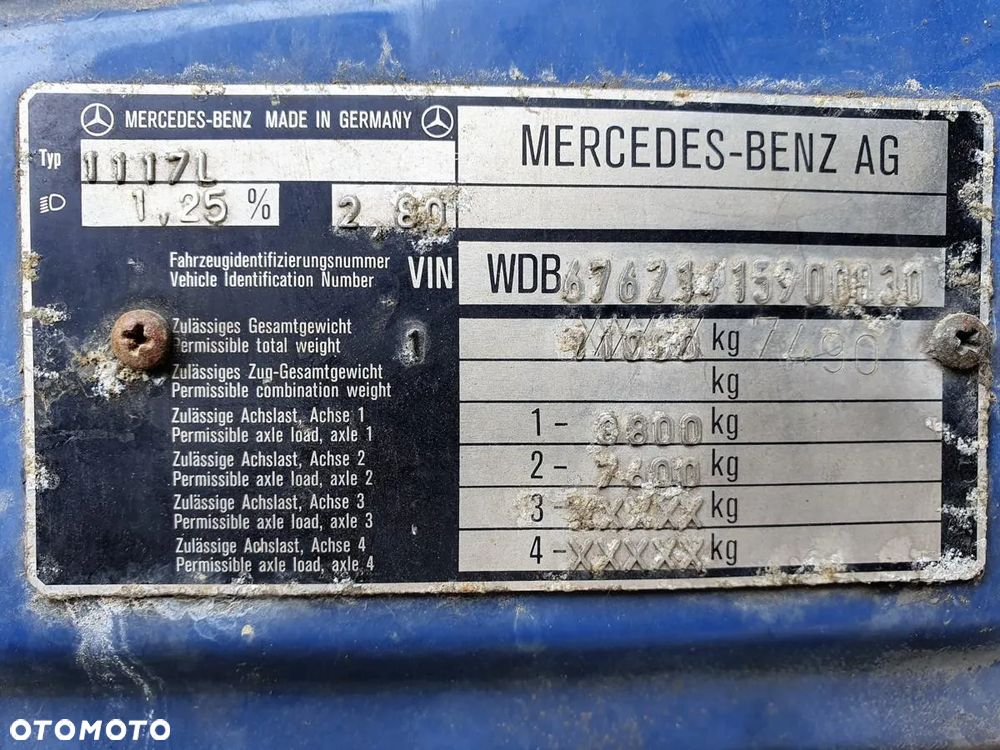 MERCEDES-BENZ MADE IN GERMANY
MERCEDES-BENZ AG
Typ 1117L
1,25 % 2,80
Fahrzeugidentifizierungsnummer
Vehicle Identification Number VIN WDB
Zulässiges Gesamtgewicht
Permissible total weight 1 kg 7490
Zulässiges Zug-Gesamtgewicht
Permissible combination weight kg
Zulässige Achslast, Achse 1
Permissible axle load, axle 1 1- 3800 kg
Zulässige Achslast, Achse 2
Permissible axle load, axle 2 2- 7400 kg
Zulässige Achslast, Achse 3
Permissible axle load, axle 3 3- kg
Zulässige Achslast, Achse 4
Permissible axle load, axle 4 4-XXXXX kg
OTOMOTO